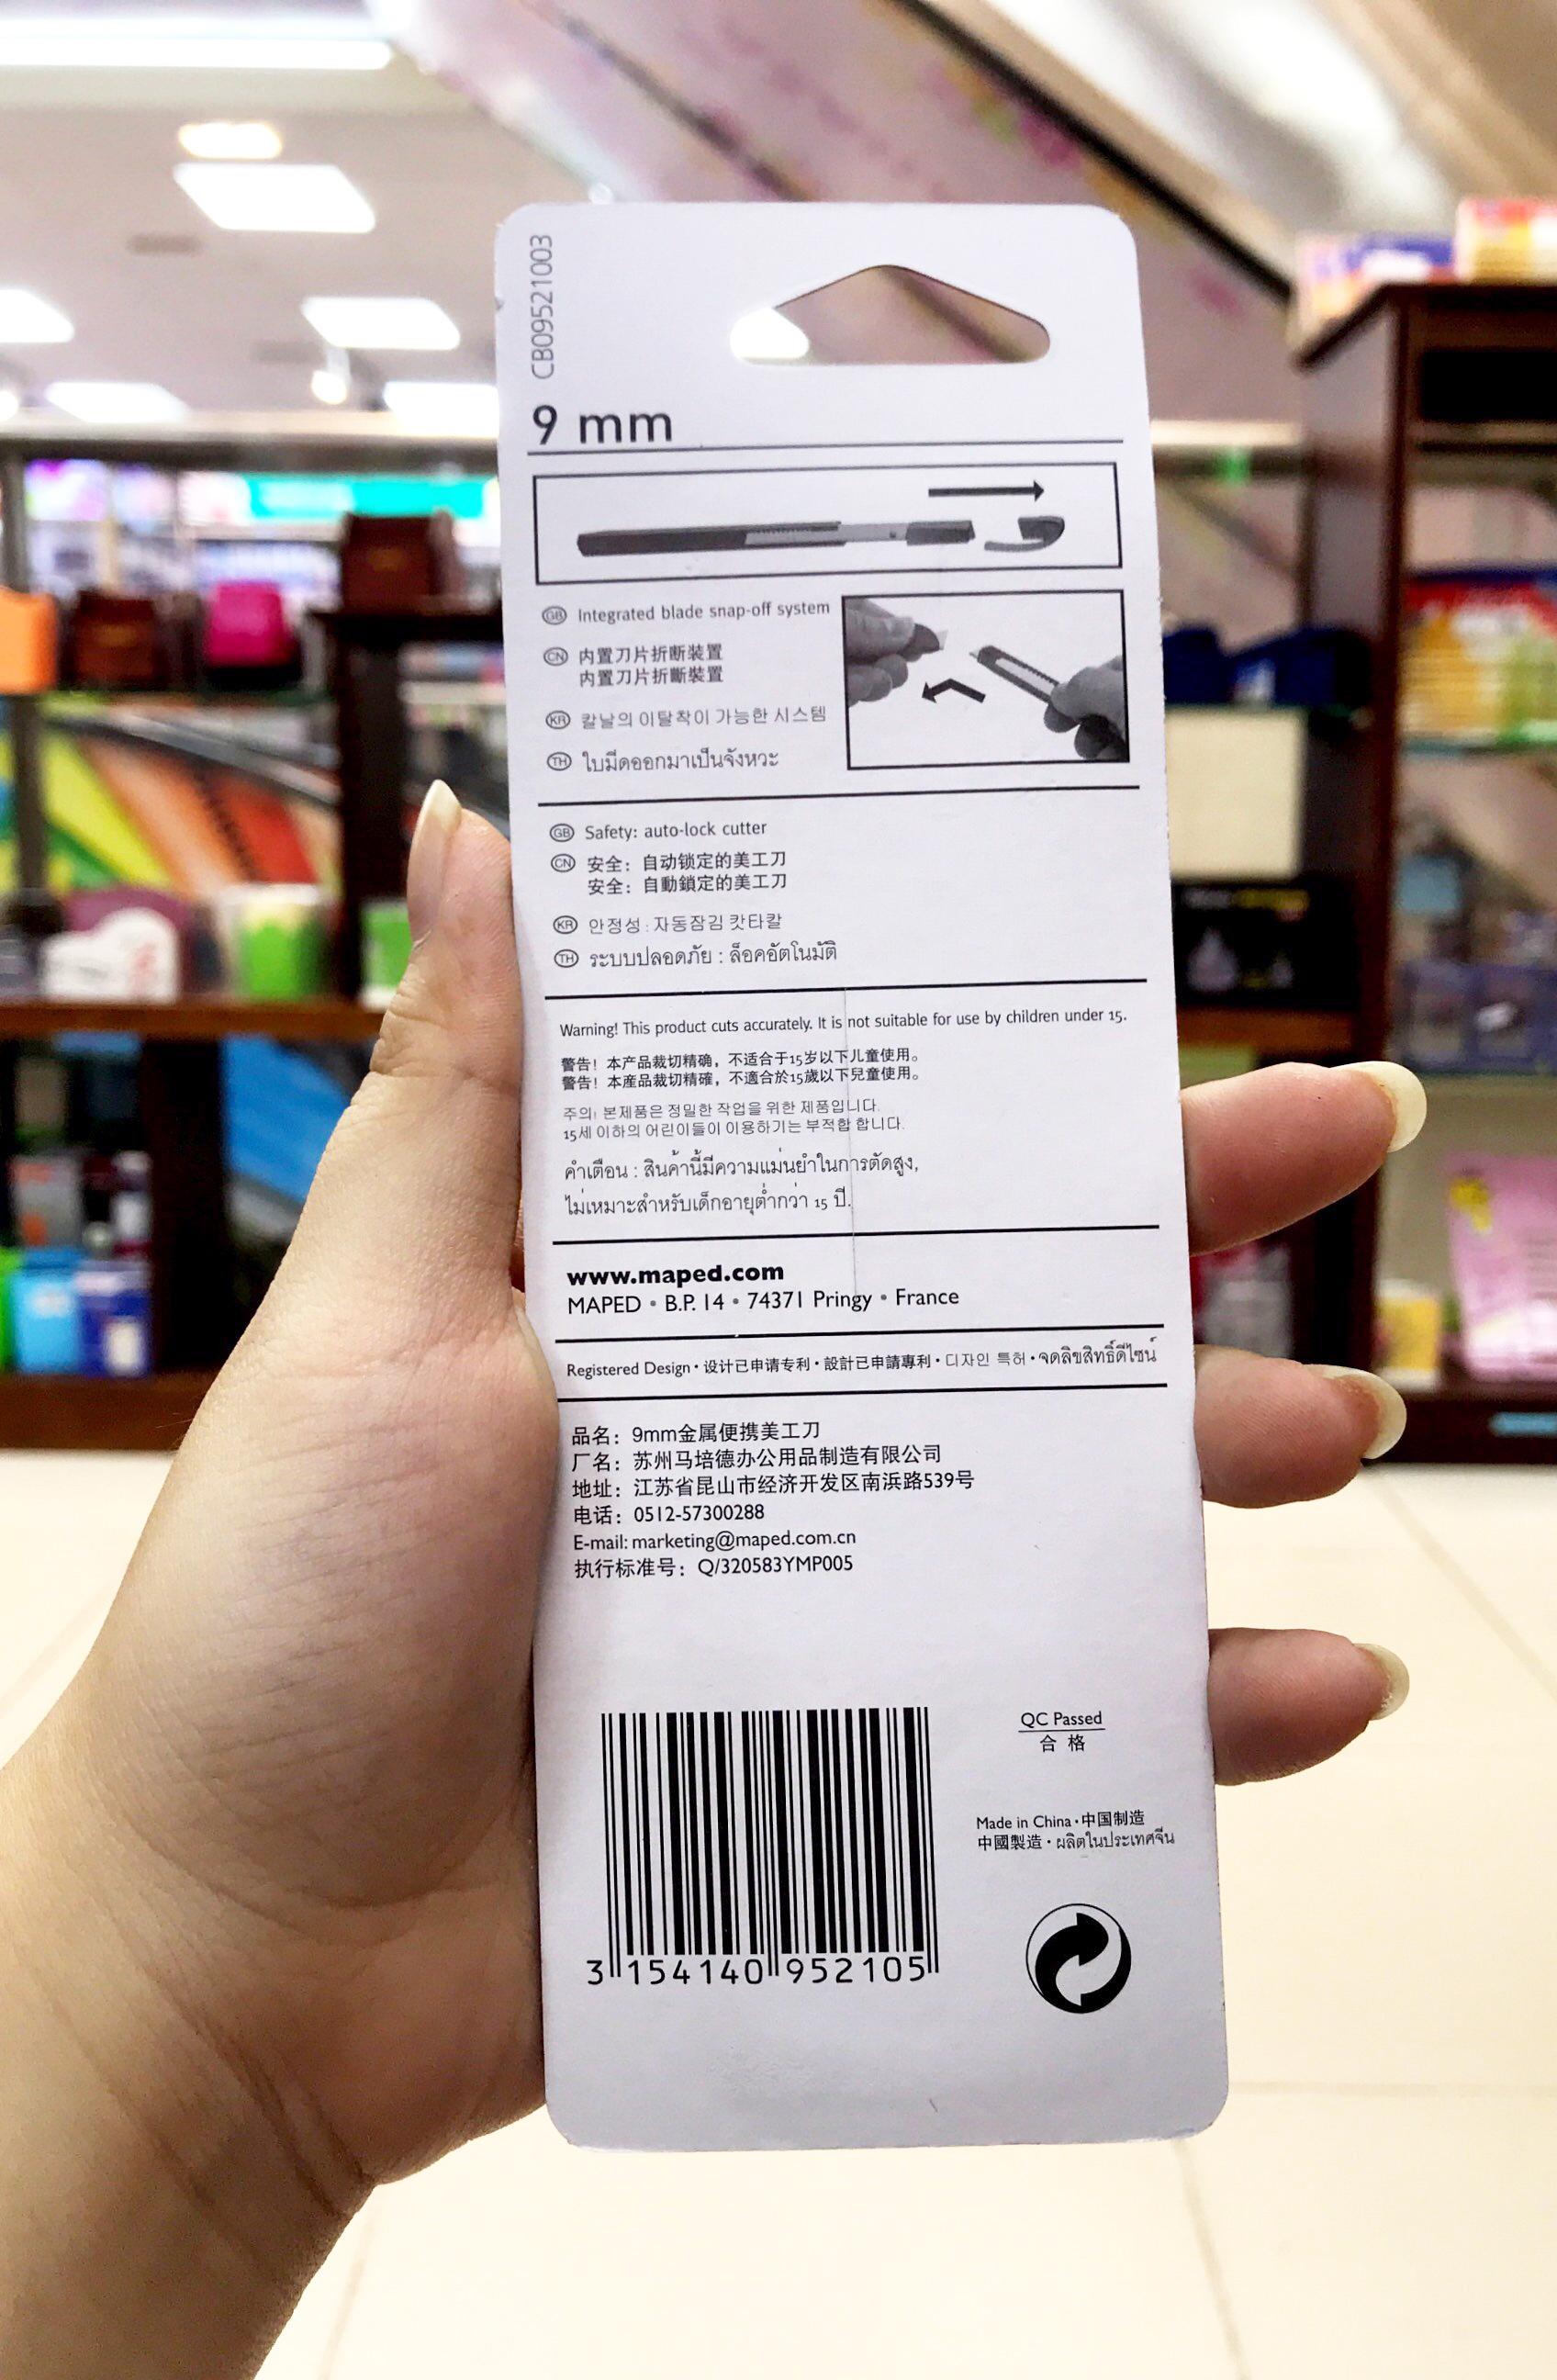 CB09521003
9 mm
GB Integrated blade snap-off system
CN 内置刀片折断装置
内置刀片折斷裝置
KR 칼날의 이탈착이 가능한 시스템
TH ใบมีดออกมาเป็นจังหวะ
GB Safety: auto-lock cutter
CN 安全：自动锁定的美工刀
安全：自動鎖定的美工刀
KR 안정성 : 자동잠김 캇타칼
TH ระบบปลอดภัย : ล็อคอัตโนมัติ
Warning! This product cuts accurately. It is not suitable for use by children under 15.
警告！本产品裁切精确，不适合于15岁以下儿童使用。
警告！本產品裁切精確，不適合於15歲以下兒童使用。
주의! 본제품은 정밀한 작업을 위한 제품입니다.
15세 이하의 어린이들이 이용하기는 부적합 합니다.
คำเตือน : สินค้านี้มีความแม่นยำในการตัดสูง,
ไม่เหมาะสำหรับเด็กอายุต่ำกว่า 15 ปี.
www.maped.com
MAPED • B.P. 14 • 74371 Pringy • France
Registered Design • 设计已申请专利 • 設計已申請專利 • 디자인 특허 • จดลิขสิทธิ์ดีไซน์
品名：9mm金属便携美工刀
厂名：苏州马培德办公用品制造有限公司
地址：江苏省昆山市经济开发区南浜路539号
电话：0512-57300288
E-mail: marketing@maped.com.cn
执行标准号：Q/320583YMP005
QC Passed
合 格
Made in China • 中国制造
中國製造 • ผลิตในประเทศจีน
3 154140 952105